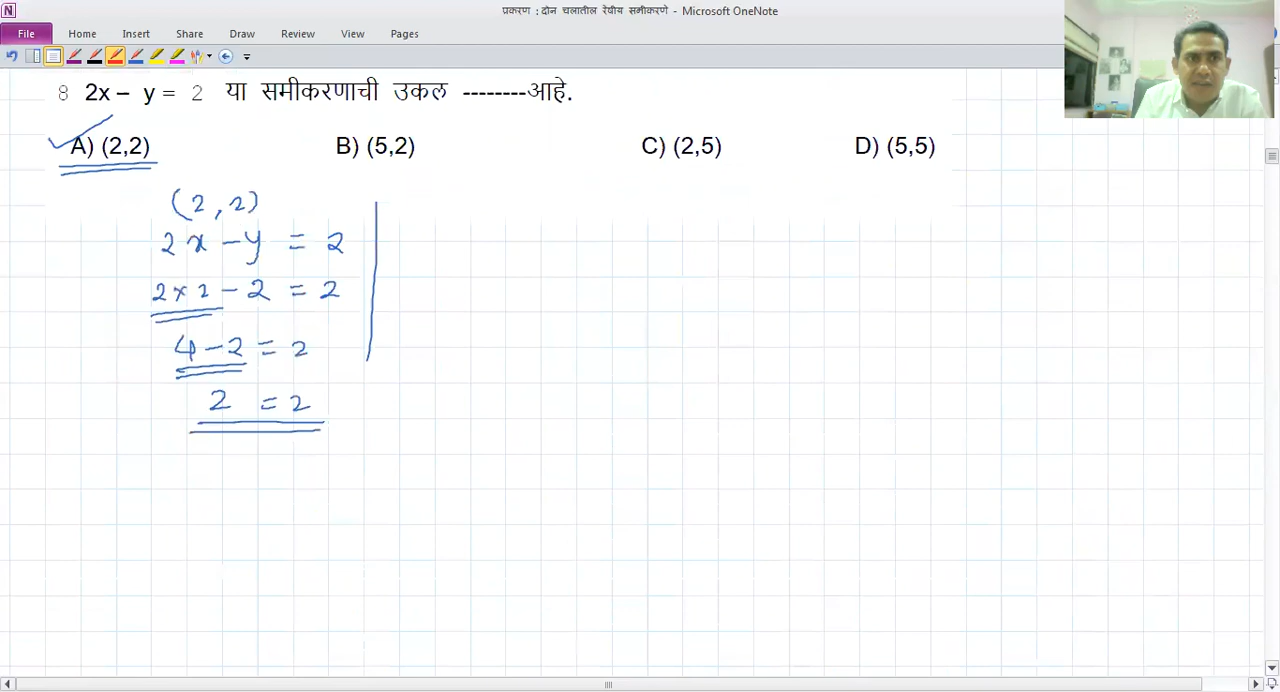 प्रकरण : दोन चलातील रेषीय समीकरणे - Microsoft OneNote
File Home Insert Share Draw Review View Pages
8 2x – y = 2 या समीकरणाची उकल --------आहे.
A) (2,2) B) (5,2) C) (2,5) D) (5,5)
(2, 2)
2x – y = 2
2 × 2 – 2 = 2
4 – 2 = 2
2 = 2